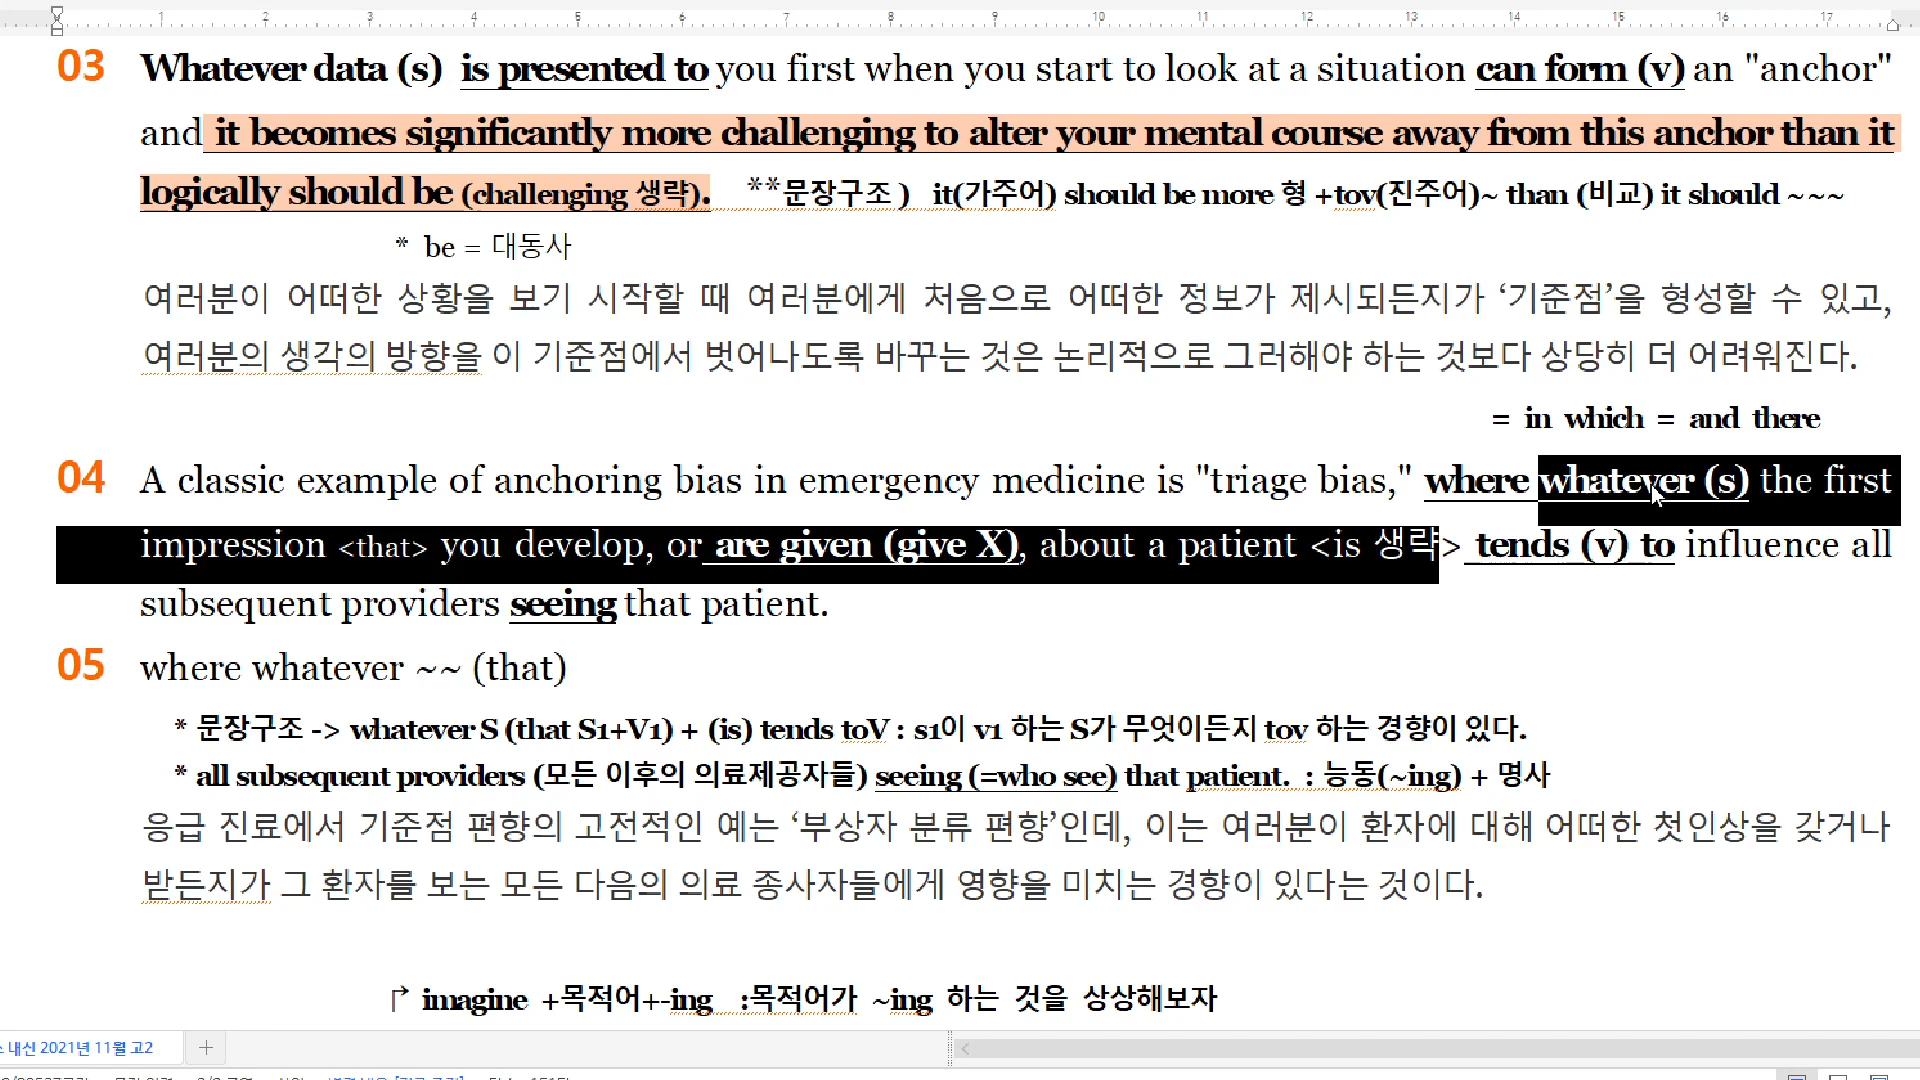 1 2 3 4 5 6 7 8 9 10 11 12 13 14 15 16 17
03 Whatever data (s) is presented to you first when you start to look at a situation can form (v) an "anchor"
and it becomes significantly more challenging to alter your mental course away from this anchor than it
logically should be (challenging 생략). **문장구조 ) it(가주어) should be more 형 +tov(진주어)~ than (비교) it should ~~~
* be = 대동사
여러분이 어떠한 상황을 보기 시작할 때 여러분에게 처음으로 어떠한 정보가 제시되든지가 ‘기준점’을 형성할 수 있고,
여러분의 생각의 방향을 이 기준점에서 벗어나도록 바꾸는 것은 논리적으로 그러해야 하는 것보다 상당히 더 어려워진다.
= in which = and there
04 A classic example of anchoring bias in emergency medicine is "triage bias," where whatever (s) the first
impression <that> you develop, or are given (give X), about a patient <is 생략> tends (v) to influence all
subsequent providers seeing that patient.
05 where whatever ~~ (that)
* 문장구조 -> whatever S (that S1+V1) + (is) tends toV : s1이 v1 하는 S가 무엇이든지 tov 하는 경향이 있다.
* all subsequent providers (모든 이후의 의료제공자들) seeing (=who see) that patient. : 능동(~ing) + 명사
응급 진료에서 기준점 편향의 고전적인 예는 ‘부상자 분류 편향’인데, 이는 여러분이 환자에 대해 어떠한 첫인상을 갖거나
받든지가 그 환자를 보는 모든 다음의 의료 종사자들에게 영향을 미치는 경향이 있다는 것이다.
┌→ imagine +목적어+-ing :목적어가 ~ing 하는 것을 상상해보자
내신 2021년 11월 고2 +